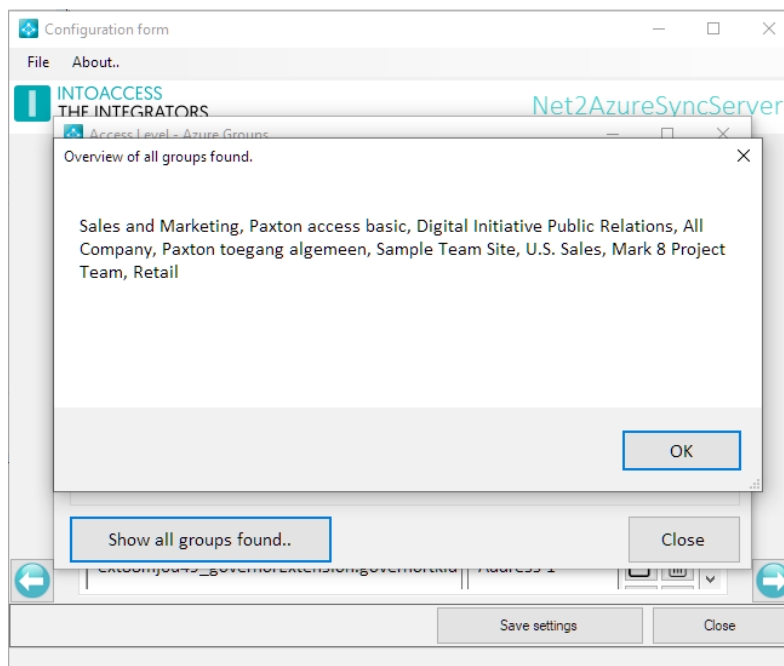 Configuration form
File About..
INTOACCESS
THE INTEGRATORS
Net2AzureSyncServer
Access Level - Azure Groups
Overview of all groups found.
Sales and Marketing, Paxton access basic, Digital Initiative Public Relations, All
Company, Paxton toegang algemeen, Sample Team Site, U.S. Sales, Mark 8 Project
Team, Retail
OK
Show all groups found..
Close
Address 1
Save settings
Close